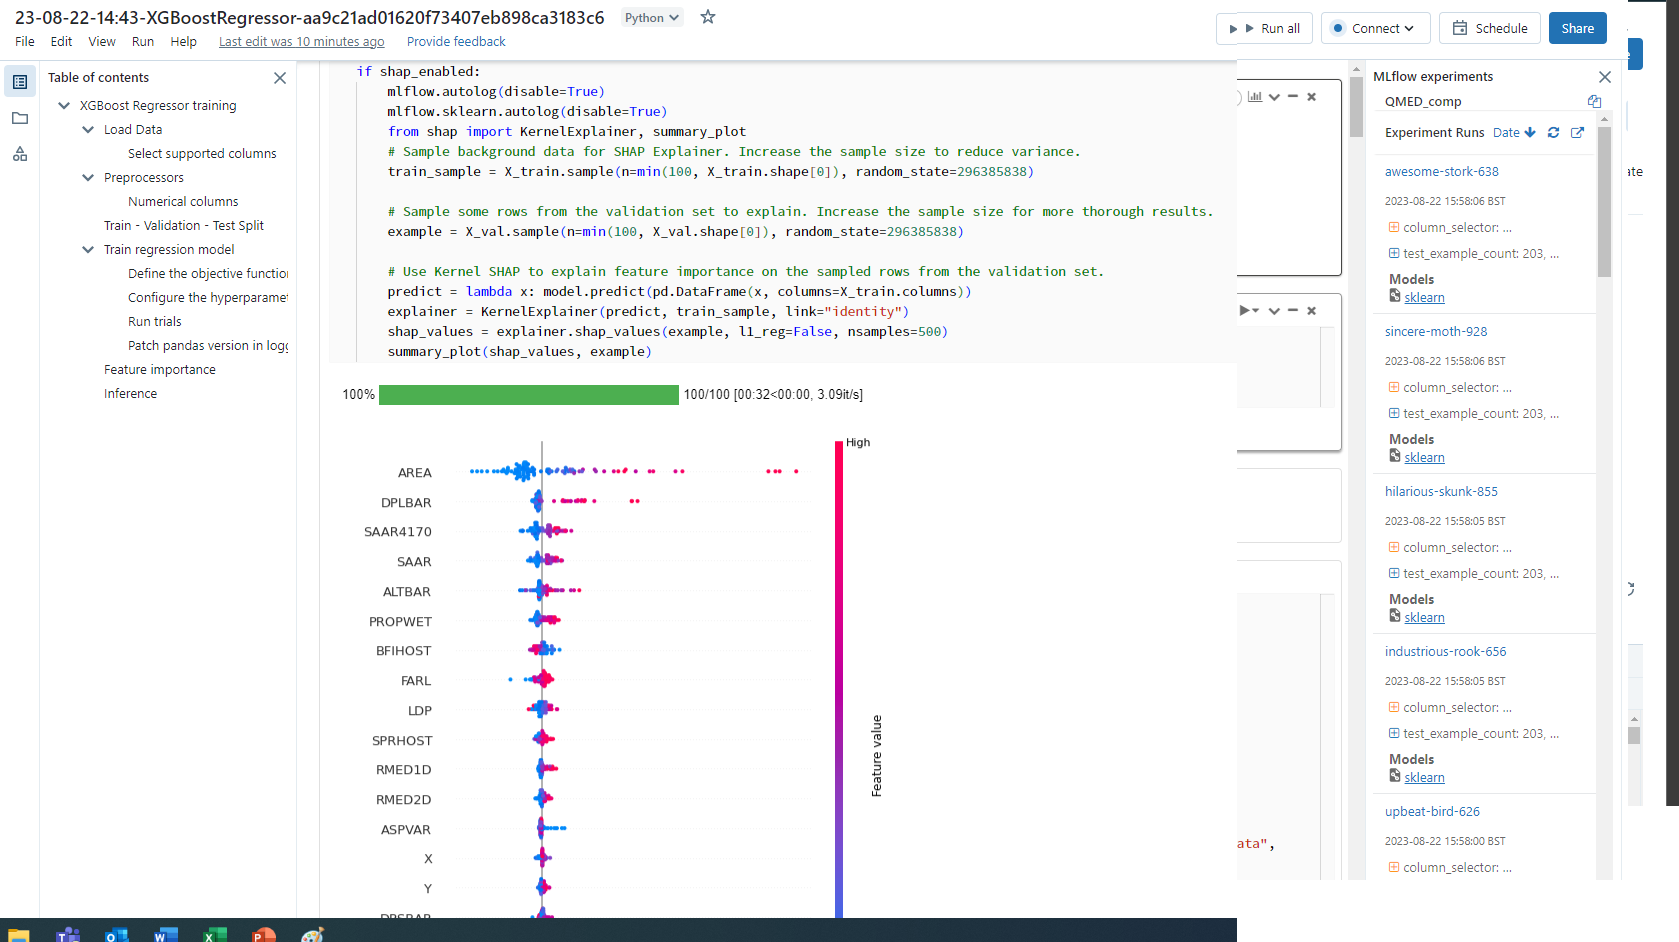 23-08-22-14:43-XGBoostRegressor-aa9c21ad01620f73407eb898ca3183c6
Python
File Edit View Run Help Last edit was 10 minutes ago Provide feedback
Run all
Connect
Schedule
Share
Table of contents
XGBoost Regressor training
Load Data
Select supported columns
Preprocessors
Numerical columns
Train - Validation - Test Split
Train regression model
Define the objective function
Configure the hyperparamet
Run trials
Patch pandas version in logg
Feature importance
Inference
if shap_enabled:
mlflow.autolog(disable=True)
mlflow.sklearn.autolog(disable=True)
from shap import KernelExplainer, summary_plot
# Sample background data for SHAP Explainer. Increase the sample size to reduce variance.
train_sample = X_train.sample(n=min(100, X_train.shape[0]), random_state=296385838)
# Sample some rows from the validation set to explain. Increase the sample size for more thorough results.
example = X_val.sample(n=min(100, X_val.shape[0]), random_state=296385838)
# Use Kernel SHAP to explain feature importance on the sampled rows from the validation set.
predict = lambda x: model.predict(pd.DataFrame(x, columns=X_train.columns))
explainer = KernelExplainer(predict, train_sample, link="identity")
shap_values = explainer.shap_values(example, l1_reg=False, nsamples=500)
summary_plot(shap_values, example)
100% 100/100 [00:32<00:00, 3.09it/s]
High
AREA
DPLBAR
SAAR4170
SAAR
ALTBAR
PROPWET
BFIHOST
FARL
LDP
SPRHOST
RMED1D
RMED2D
ASPVAR
X
Y
DPSBAR
Feature value
ata",
MLflow experiments
QMED_comp
Experiment Runs Date
awesome-stork-638
2023-08-22 15:58:06 BST
column_selector: ...
test_example_count: 203, ...
Models
sklearn
sincere-moth-928
2023-08-22 15:58:06 BST
column_selector: ...
test_example_count: 203, ...
Models
sklearn
hilarious-skunk-855
2023-08-22 15:58:05 BST
column_selector: ...
test_example_count: 203, ...
Models
sklearn
industrious-rook-656
2023-08-22 15:58:05 BST
column_selector: ...
test_example_count: 203, ...
Models
sklearn
upbeat-bird-626
2023-08-22 15:58:00 BST
column_selector: ...
ate